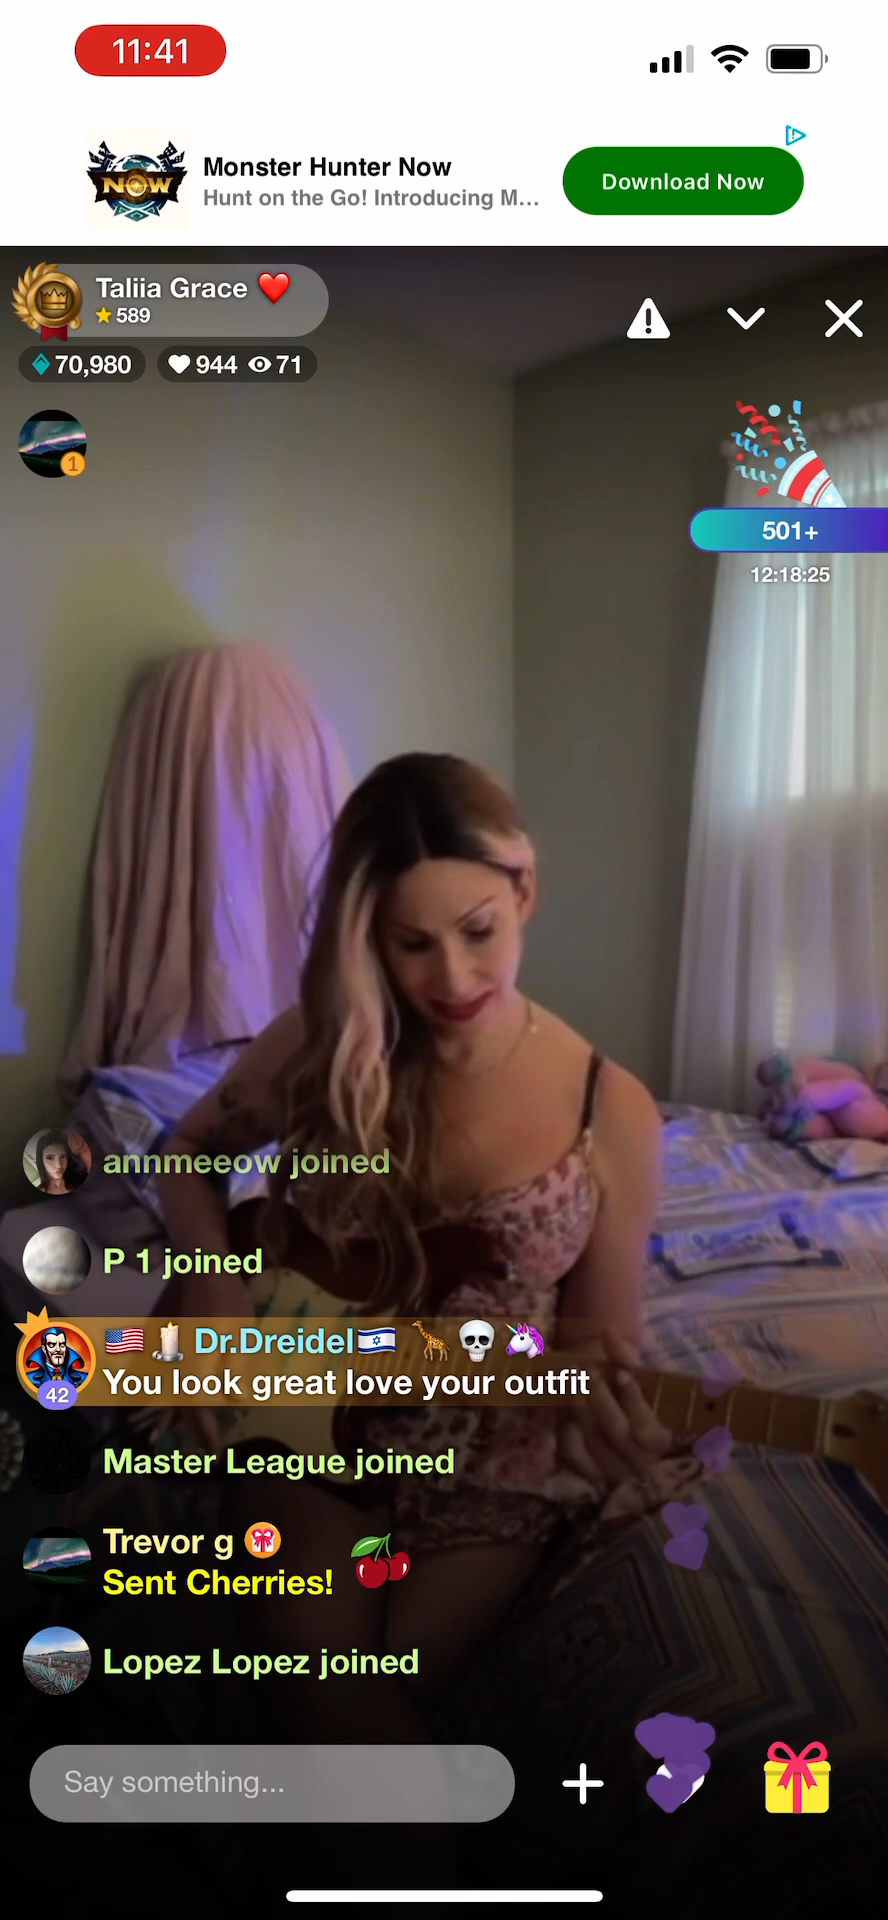 11:41
Monster Hunter Now
Hunt on the Go! Introducing M...
Download Now
NOW
Taliia Grace ❤️
589
70,980
944
71
1
501+
12:18:25
annmeeow joined
P 1 joined
🇺🇸🕯️Dr.Dreidel🇮🇱 🦒💀🦄
You look great love your outfit
42
Master League joined
Trevor g
Sent Cherries! 🍒
Lopez Lopez joined
Say something...